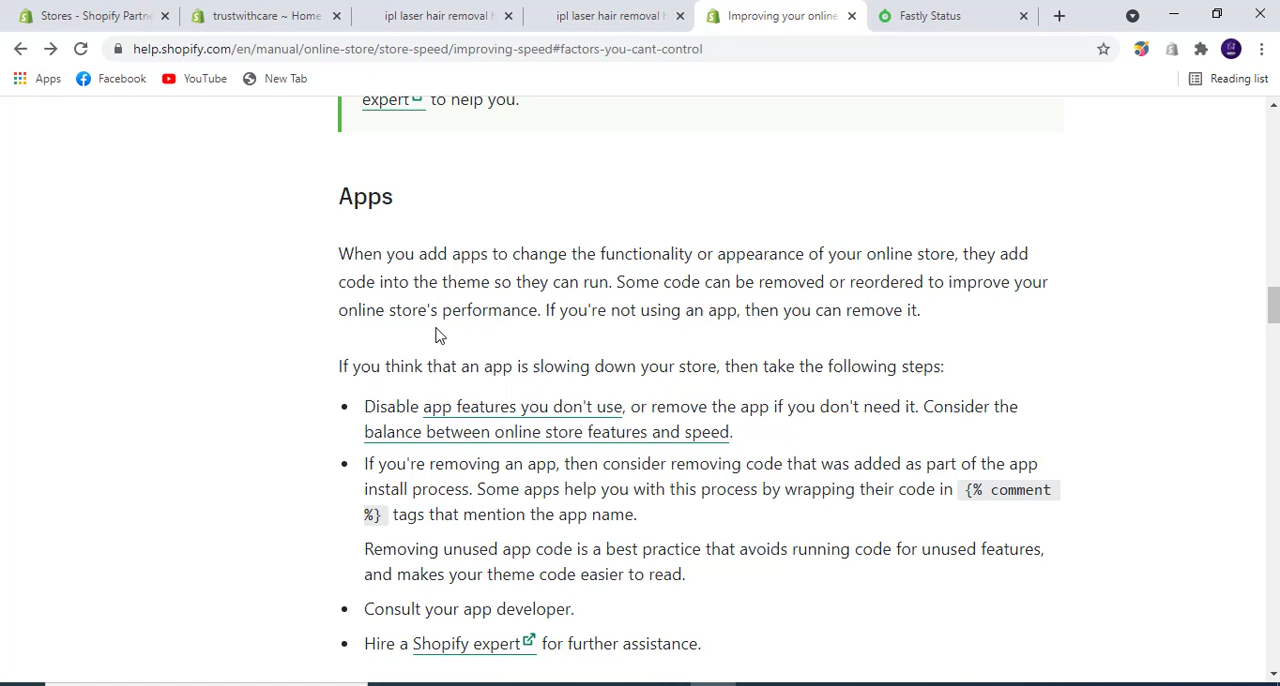 Stores - Shopify Partn
trustwithcare ~ Home
ipl laser hair removal h
ipl laser hair removal
Improving your online
Fastly Status
help.shopify.com/en/manual/online-store/store-speed/improving-speed#factors-you-cant-control
Apps
Facebook
YouTube
New Tab
Reading list
expert to help you.
Apps
When you add apps to change the functionality or appearance of your online store, they add
code into the theme so they can run. Some code can be removed or reordered to improve your
online store's performance. If you're not using an app, then you can remove it.
If you think that an app is slowing down your store, then take the following steps:
Disable app features you don't use, or remove the app if you don't need it. Consider the
balance between online store features and speed.
If you're removing an app, then consider removing code that was added as part of the app
install process. Some apps help you with this process by wrapping their code in {% comment
%} tags that mention the app name.
Removing unused app code is a best practice that avoids running code for unused features,
and makes your theme code easier to read.
Consult your app developer.
Hire a Shopify expert for further assistance.